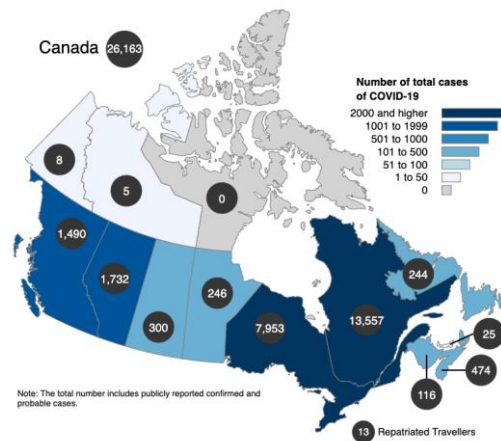 Canada 26,163
Number of total cases
of COVID-19
2000 and higher
1001 to 1999
501 to 1000
101 to 500
51 to 100
1 to 50
0
8
5
0
1,490
1,732
300
246
7,953
13,557
244
25
474
116
Note: The total number includes publicly reported confirmed and
probable cases.
13 Repatriated Travellers